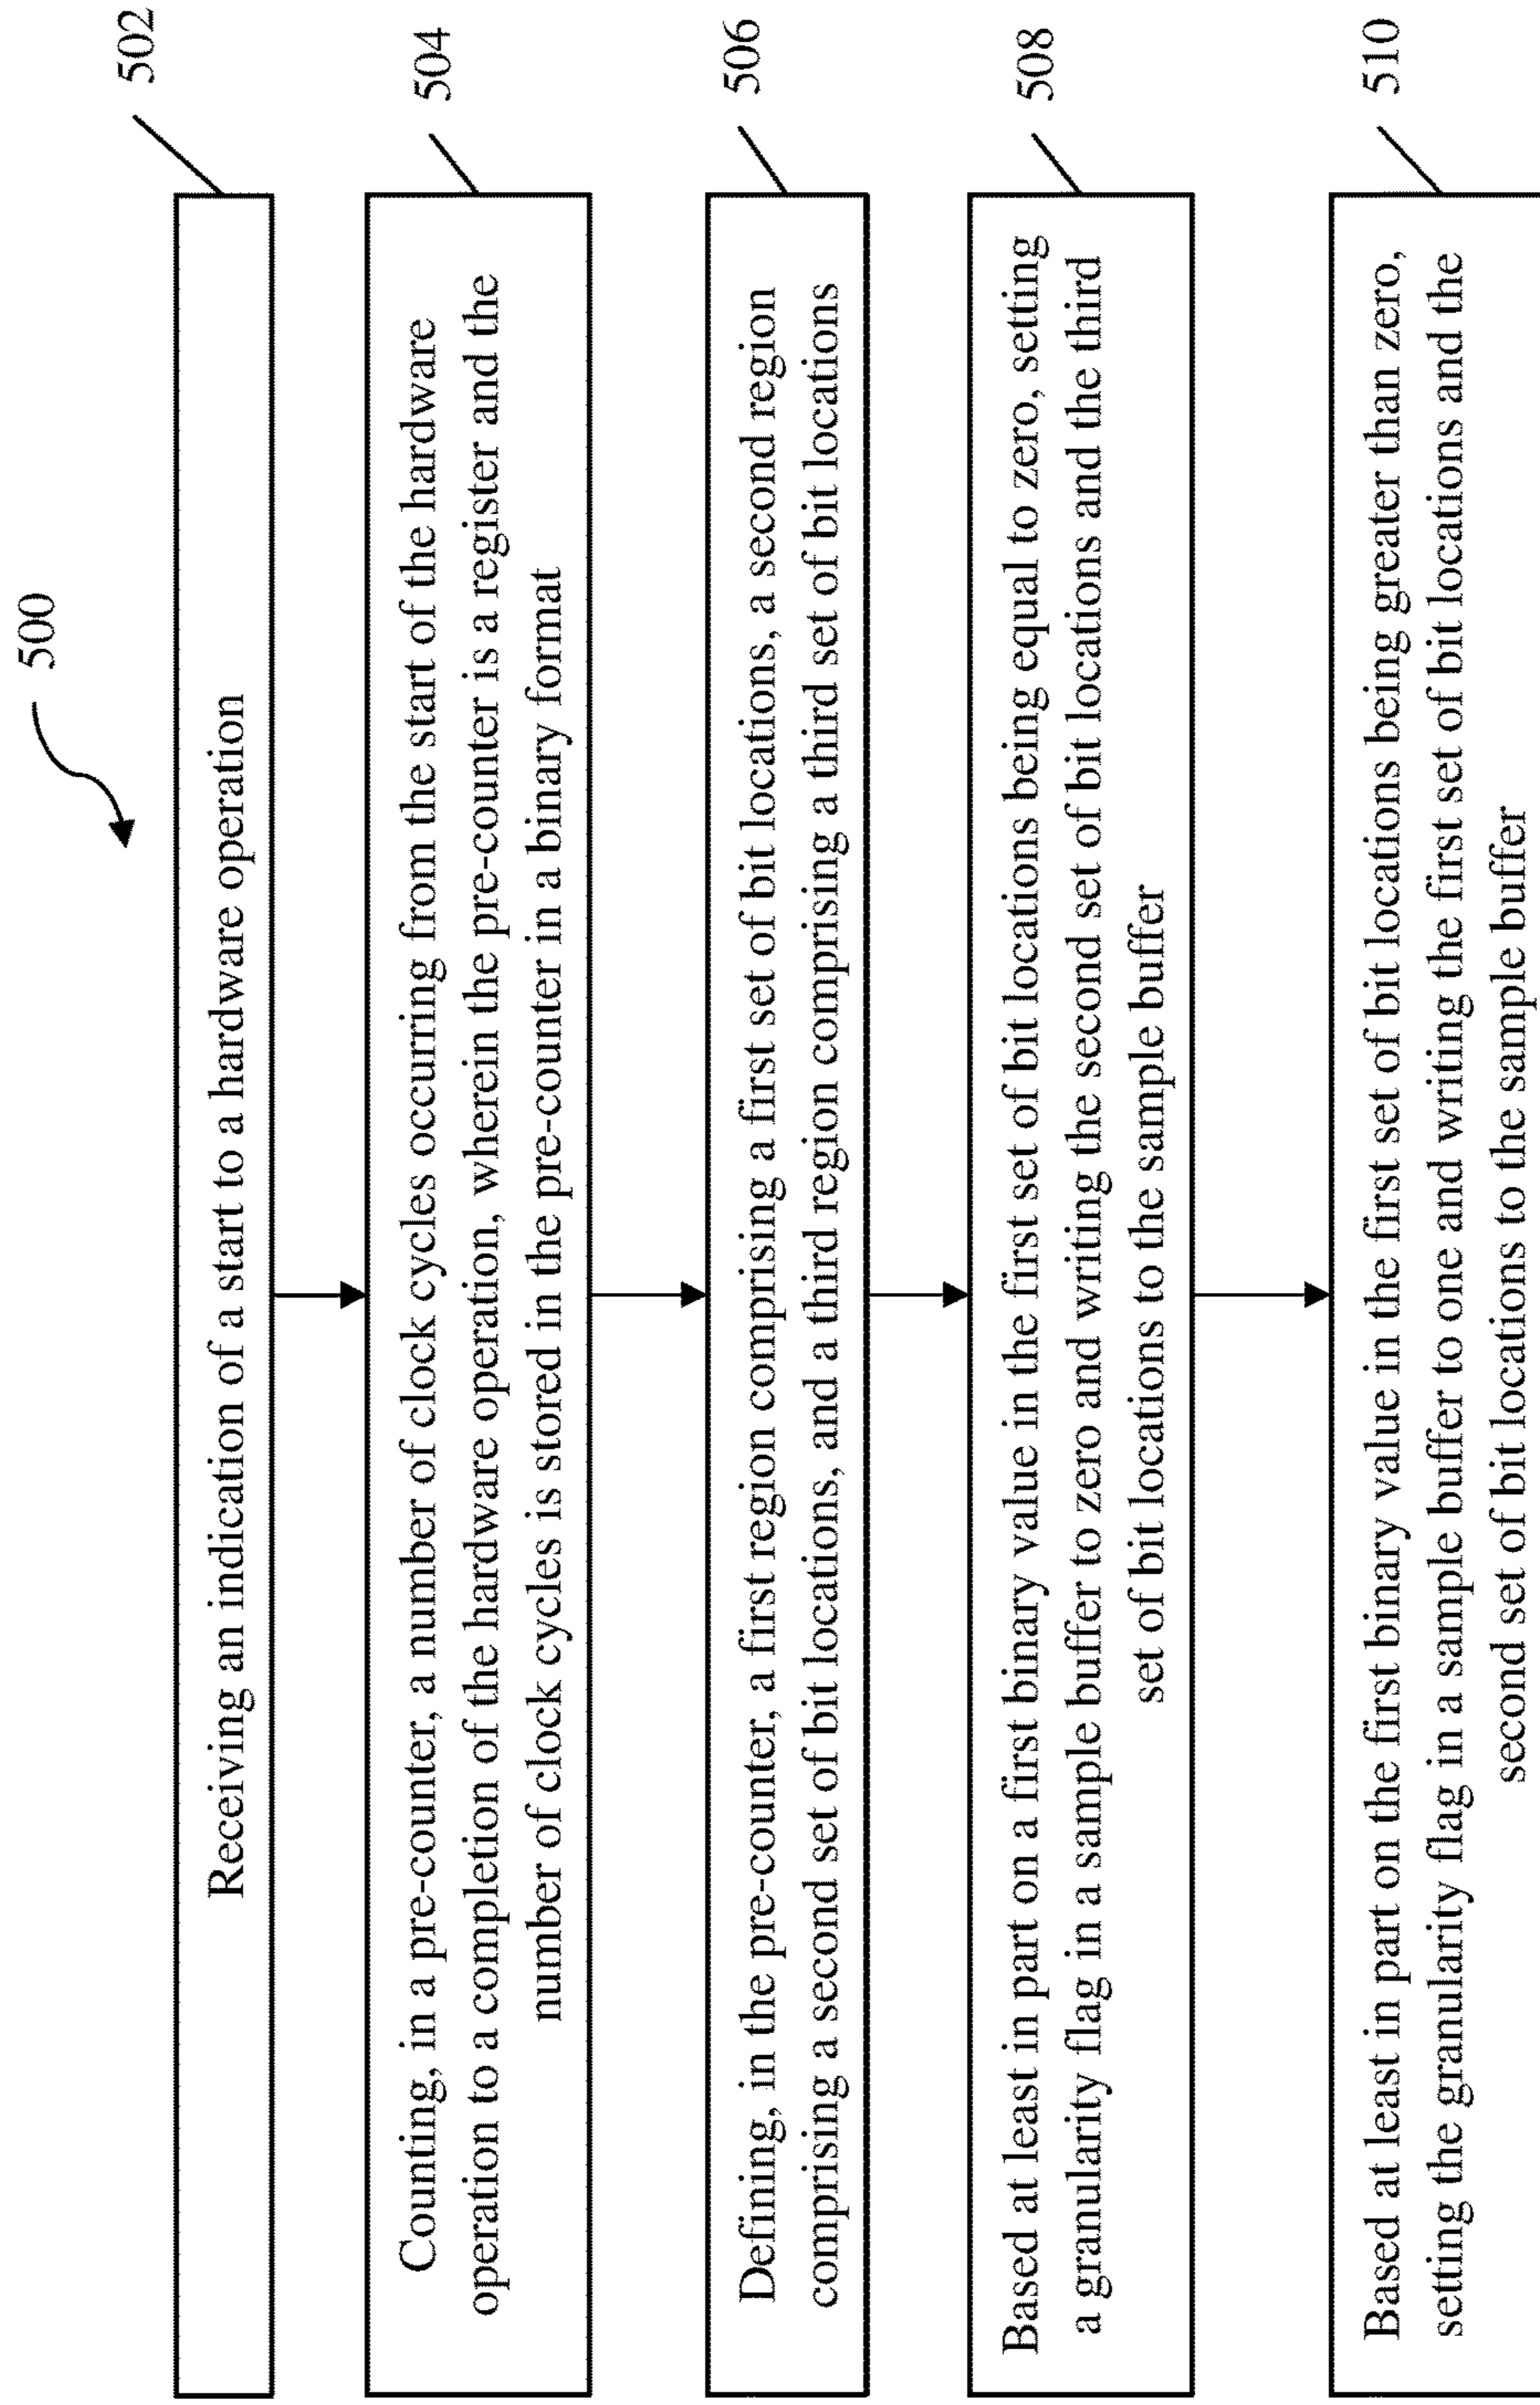 500
502
Receiving an indication of a start to a hardware operation
504
Counting, in a pre-counter, a number of clock cycles occurring from the start of the hardware
operation to a completion of the hardware operation, wherein the pre-counter is a register and the
number of clock cycles is stored in the pre-counter in a binary format
506
Defining, in the pre-counter, a first region comprising a first set of bit locations, a second region
comprising a second set of bit locations, and a third region comprising a third set of bit locations
508
Based at least in part on a first binary value in the first set of bit locations being equal to zero, setting
a granularity flag in a sample buffer to zero and writing the second set of bit locations and the third
set of bit locations to the sample buffer
510
Based at least in part on the first binary value in the first set of bit locations being greater than zero,
setting the granularity flag in a sample buffer to one and writing the first set of bit locations and the
second set of bit locations to the sample buffer